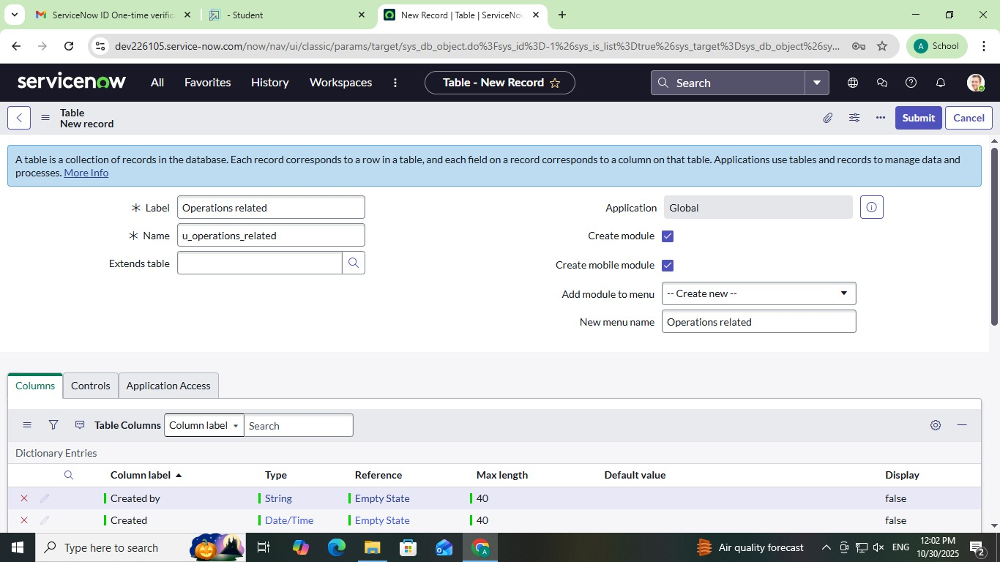 ServiceNow ID One-time verific
- Student
New Record | Table | ServiceNo
dev226105.service-now.com/now/nav/ui/classic/params/target/sys_db_object.do%3Fsys_id%3D-1%26sys_is_list%3Dtrue%26sys_target%3Dsys_db_object%26sy...
A School
servicenow
All Favorites History Workspaces Table - New Record Search
Table
New record
Submit Cancel
A table is a collection of records in the database. Each record corresponds to a row in a table, and each field on a record corresponds to a column on that table. Applications use tables and records to manage data and
processes. More Info
Label Operations related Application Global
Name u_operations_related Create module
Extends table Create mobile module
Add module to menu -- Create new --
New menu name Operations related
Columns Controls Application Access
Table Columns Column label Search
Dictionary Entries
Column label Type Reference Max length Default value Display
Created by String Empty State 40 false
Created Date/Time Empty State 40 false
Type here to search Air quality forecast ENG 12:02 PM
10/30/2025 2